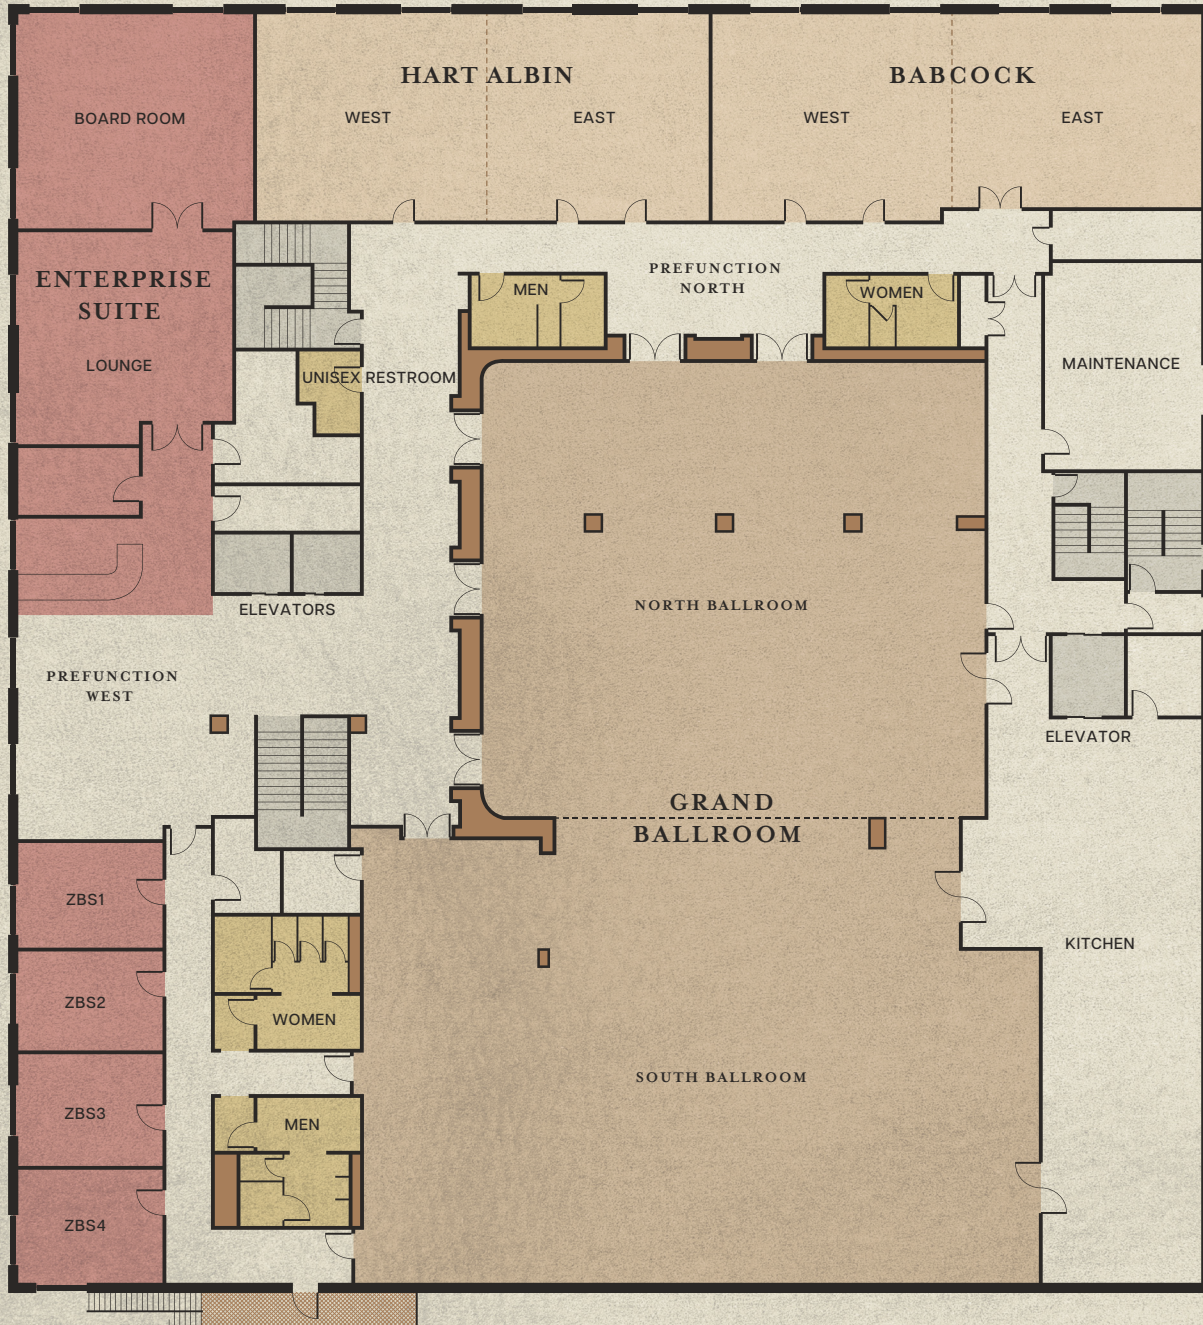 HART ALBIN
BABCOCK
BOARD ROOM
WEST
EAST
WEST
EAST
ENTERPRISE
SUITE
LOUNGE
PREFUNCTION
NORTH
MEN
WOMEN
UNISEX RESTROOM
MAINTENANCE
ELEVATORS
NORTH BALLROOM
PREFUNCTION
WEST
ELEVATOR
GRAND
BALLROOM
ZBS1
KITCHEN
ZBS2
WOMEN
SOUTH BALLROOM
ZBS3
MEN
ZBS4